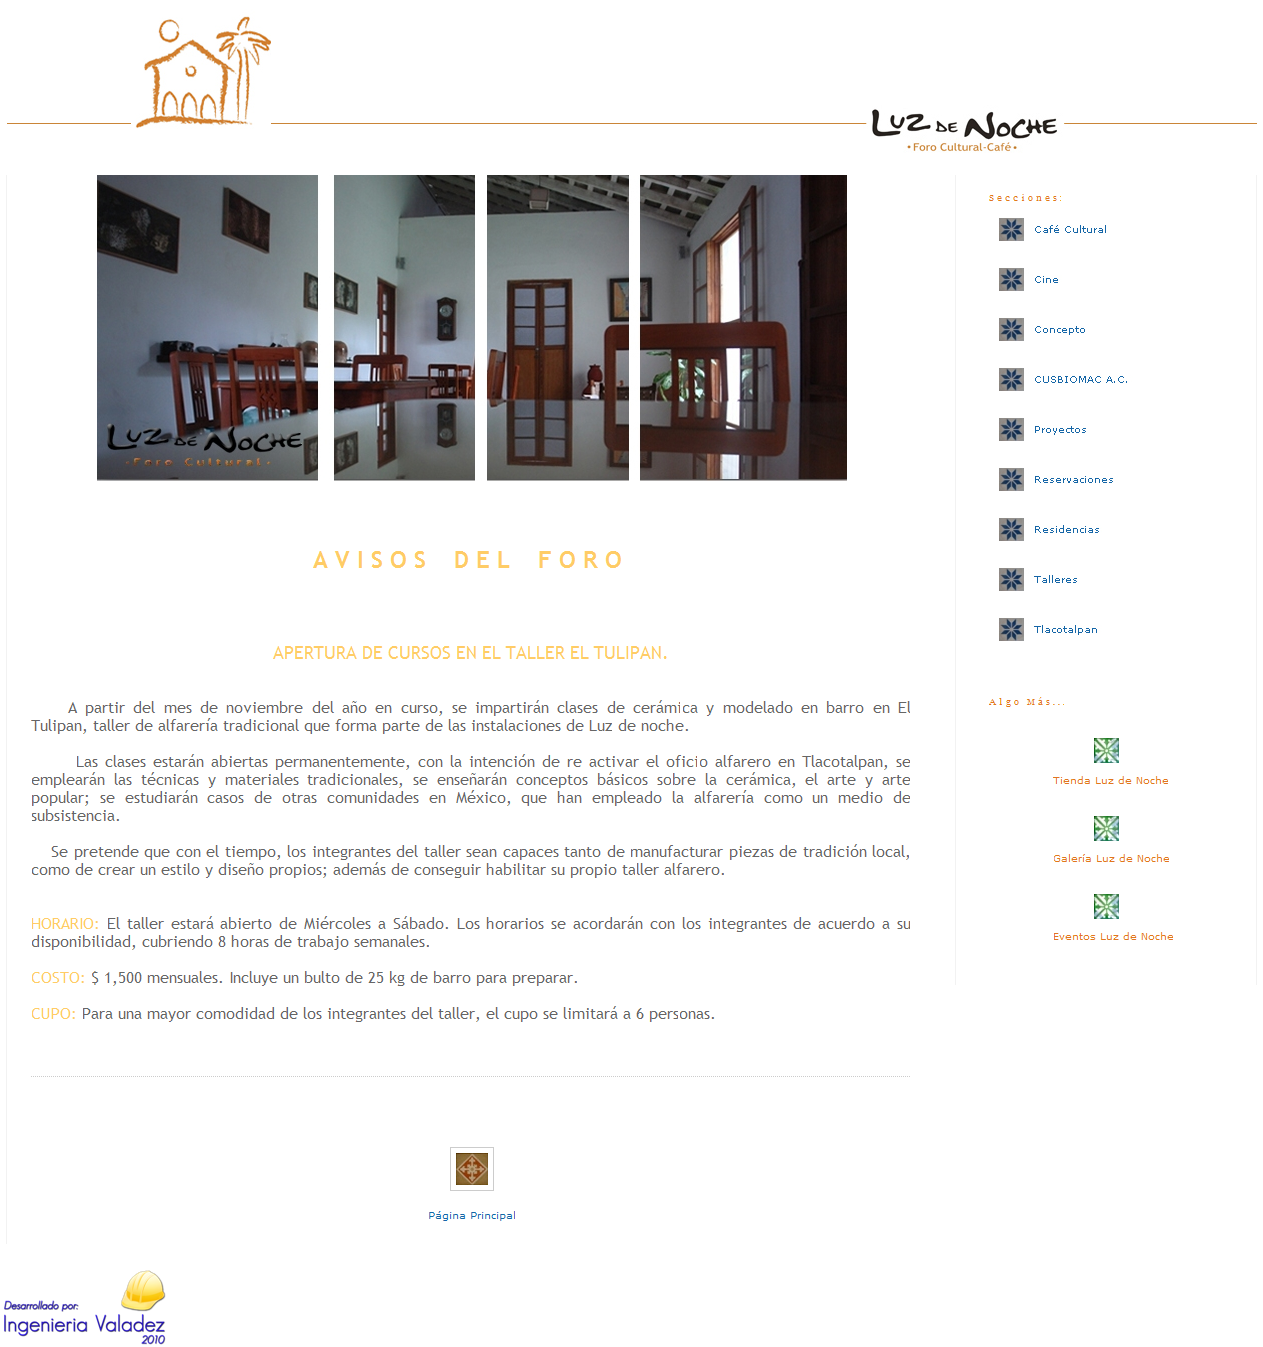 LUZ DE NOCHE
•Foro Cultural-Café•
LUZ DE NOCHE
-Foro Cultural-
AVISOS DEL FORO
APERTURA DE CURSOS EN EL TALLER EL TULIPAN.
A partir del mes de noviembre del año en curso, se impartirán clases de cerámica y modelado en barro en El
Tulipan, taller de alfarería tradicional que forma parte de las instalaciones de Luz de noche.
Las clases estarán abiertas permanentemente, con la intención de re activar el oficio alfarero en Tlacotalpan, se
emplearán las técnicas y materiales tradicionales, se enseñarán conceptos básicos sobre la cerámica, el arte y arte
popular; se estudiarán casos de otras comunidades en México, que han empleado la alfarería como un medio de
subsistencia.
Se pretende que con el tiempo, los integrantes del taller sean capaces tanto de manufacturar piezas de tradición local,
como de crear un estilo y diseño propios; además de conseguir habilitar su propio taller alfarero.
HORARIO: El taller estará abierto de Miércoles a Sábado. Los horarios se acordarán con los integrantes de acuerdo a su
disponibilidad, cubriendo 8 horas de trabajo semanales.
COSTO: $ 1,500 mensuales. Incluye un bulto de 25 kg de barro para preparar.
CUPO: Para una mayor comodidad de los integrantes del taller, el cupo se limitará a 6 personas.
Página Principal
Secciones:
Café Cultural
Cine
Concepto
CUSBIOMAC A.C.
Proyectos
Reservaciones
Residencias
Talleres
Tlacotalpan
Algo Más...
Tienda Luz de Noche
Galería Luz de Noche
Eventos Luz de Noche
Desarrollado por:
Ingenieria Valadez
2010